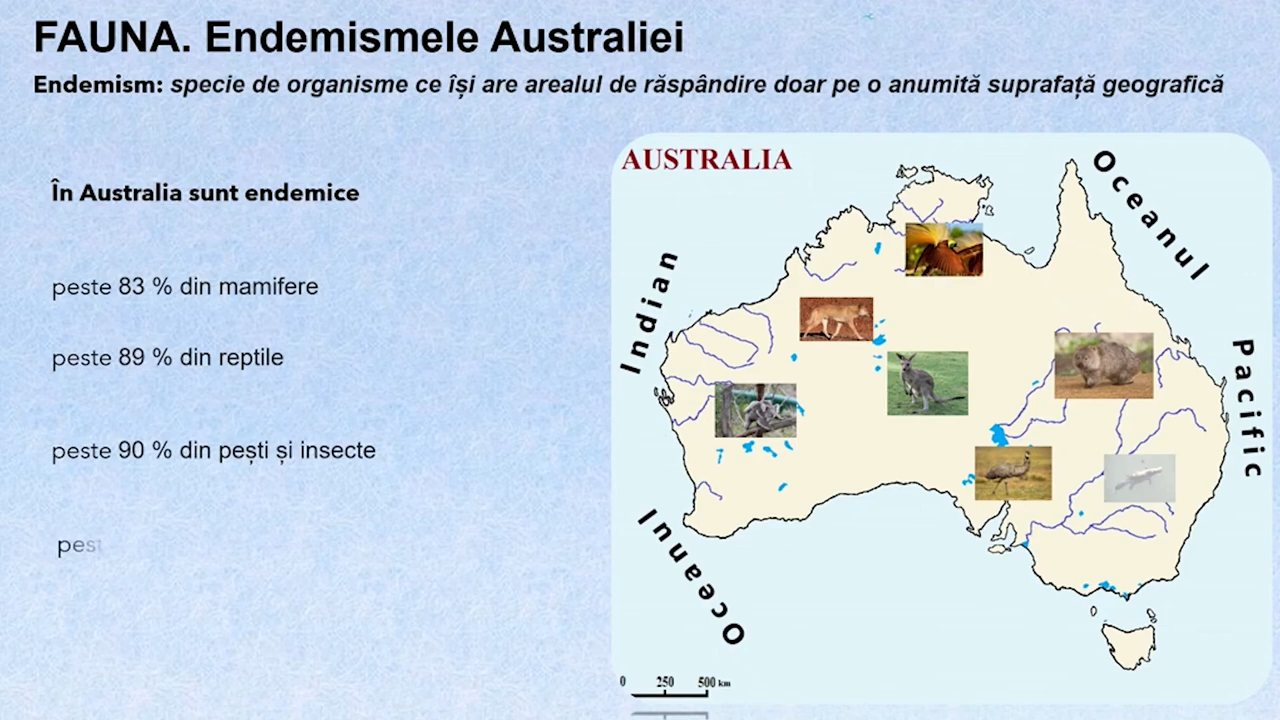 FAUNA. Endemismele Australiei
Endemism: specie de organisme ce își are arealul de răspândire doar pe o anumită suprafață geografică
În Australia sunt endemice
peste 83 % din mamifere
peste 89 % din reptile
peste 90 % din pești și insecte
pest
AUSTRALIA
Oceanul
Pacific
Indian
Oceanul
0 250 500 km